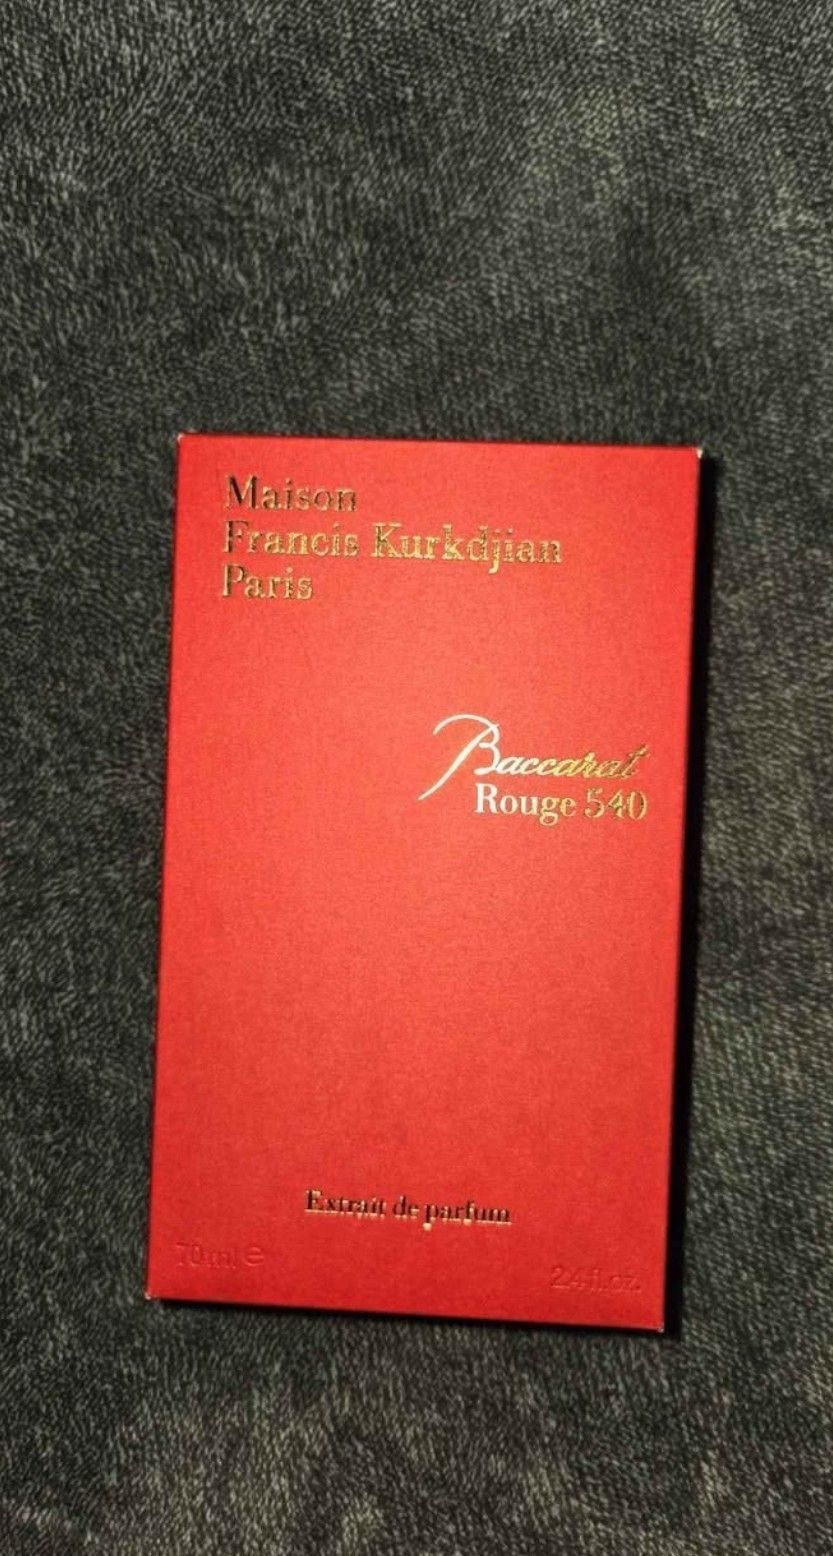 Maison
Francis Kurkdjian
Paris
Baccarat
Rouge 540
Extrait de parfum
70 ml ℮
2.4 fl.oz.